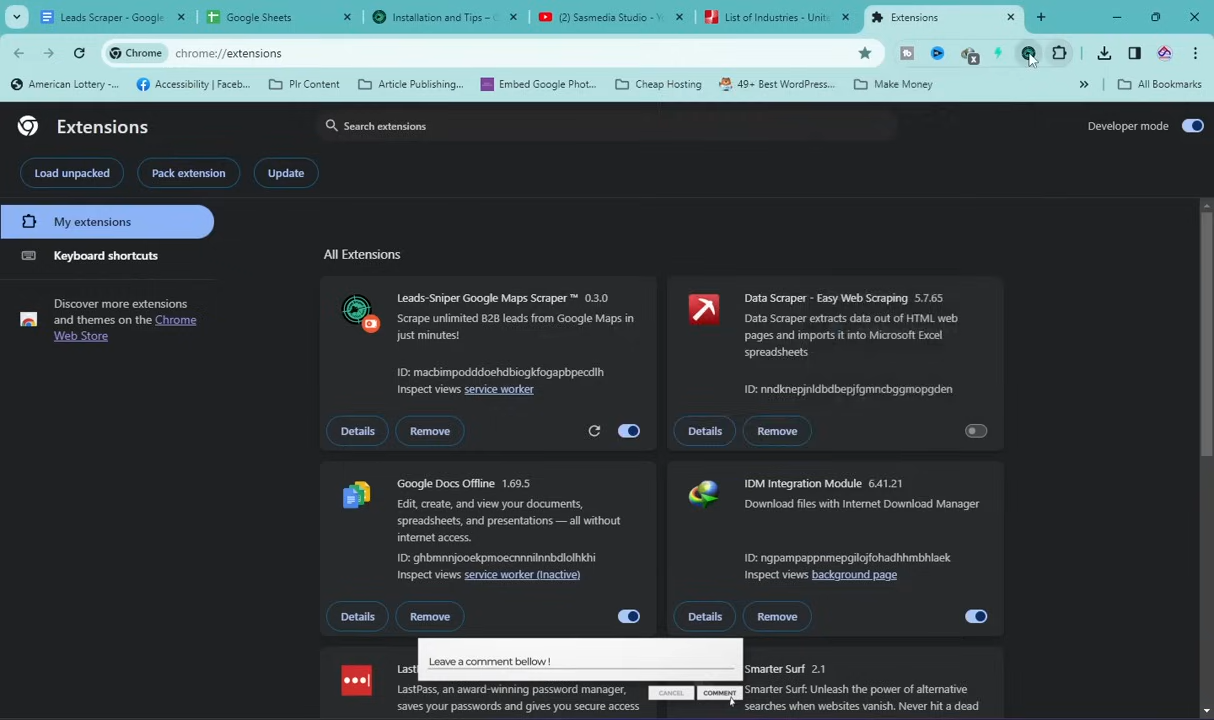 Leads Scraper - Google
Google Sheets
Installation and Tips – G
(2) Sasmedia Studio - Y
List of Industries - Unite
Extensions
Chrome
chrome://extensions
American Lottery -...
Accessibility | Faceb...
Plr Content
Article Publishing...
Embed Google Phot...
Cheap Hosting
49+ Best WordPress...
Make Money
»
All Bookmarks
Extensions
Search extensions
Developer mode
Load unpacked
Pack extension
Update
My extensions
Keyboard shortcuts
Discover more extensions
and themes on the Chrome
Web Store
All Extensions
Leads-Sniper Google Maps Scraper ™ 0.3.0
Scrape unlimited B2B leads from Google Maps in
just minutes!
ID: macbimpodddoehdbiogkfogapbpecdlh
Inspect views service worker
Details
Remove
Data Scraper - Easy Web Scraping 5.7.65
Data Scraper extracts data out of HTML web
pages and imports it into Microsoft Excel
spreadsheets
ID: nndknepjnldbdbepjfgmncbggmopgden
Details
Remove
Google Docs Offline 1.69.5
Edit, create, and view your documents,
spreadsheets, and presentations — all without
internet access.
ID: ghbmnnjooekpmoecnnnilnnbdlolhkhi
Inspect views service worker (Inactive)
Details
Remove
IDM Integration Module 6.41.21
Download files with Internet Download Manager
ID: ngpampappnmepgilojfohadhhmbhlaek
Inspect views background page
Details
Remove
Leave a comment bellow !
CANCEL
COMMENT
LastPass, an award-winning password manager,
saves your passwords and gives you secure access
Smarter Surf 2.1
Smarter Surf: Unleash the power of alternative
searches when websites vanish. Never hit a dead